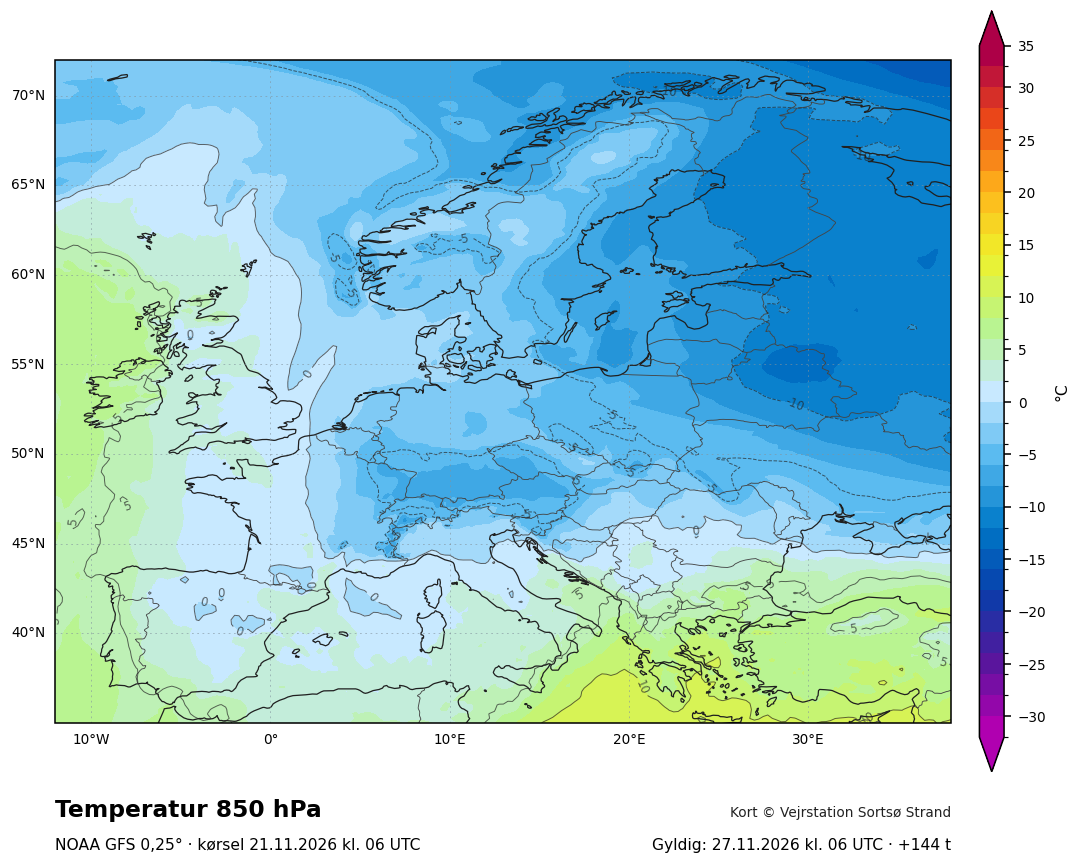 70°N
65°N
60°N
55°N
50°N
45°N
40°N
10°W
0°
10°E
20°E
30°E
35
30
25
20
15
10
5
0
−5
−10
−15
−20
−25
−30
°C
Temperatur 850 hPa
Kort © Vejrstation Sortsø Strand
NOAA GFS 0,25° · kørsel 21.11.2026 kl. 06 UTC
Gyldig: 27.11.2026 kl. 06 UTC · +144 t